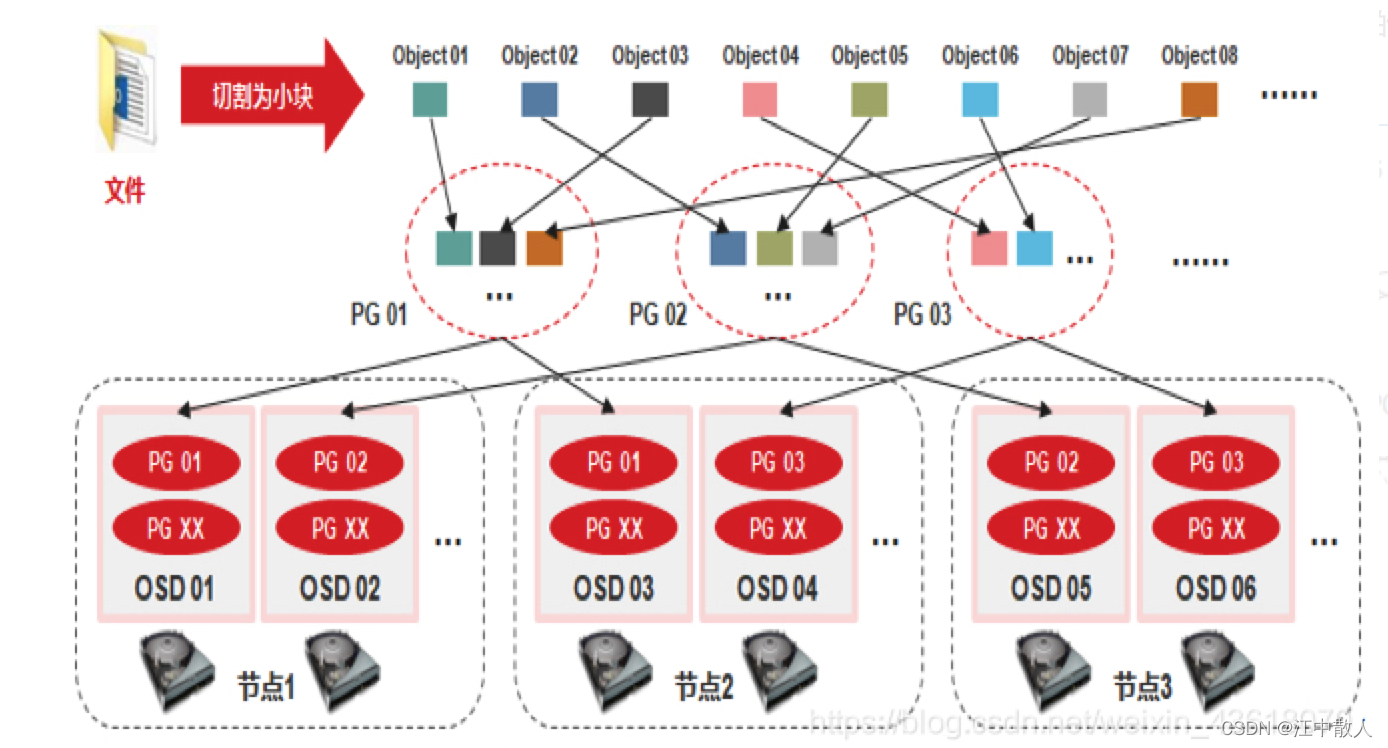 Object 01 Object 02 Object 03 Object 04 Object 05 Object 06 Object 07 Object 08
切割为小块
......
文件
... ... ... ......
PG 01 PG 02 PG 03
PG 01 PG 02 PG 01 PG 03 PG 02 PG 03
PG XX PG XX PG XX PG XX PG XX PG XX
... ... ...
OSD 01 OSD 02 OSD 03 OSD 04 OSD 05 OSD 06
节点1 节点2 节点3
https://blog.csdn.net/weixin_
CSDN @江中散人